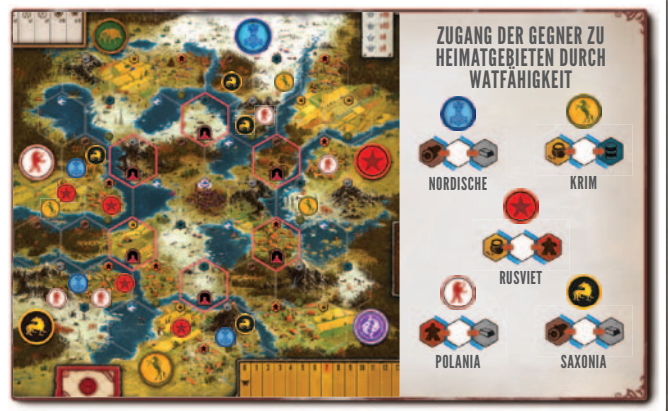 ZUGANG DER GEGNER ZU
HEIMATGEBIETEN DURCH
WATFÄHIGKEIT
NORDISCHE
KRIM
RUSVIET
POLANIA
SAXONIA